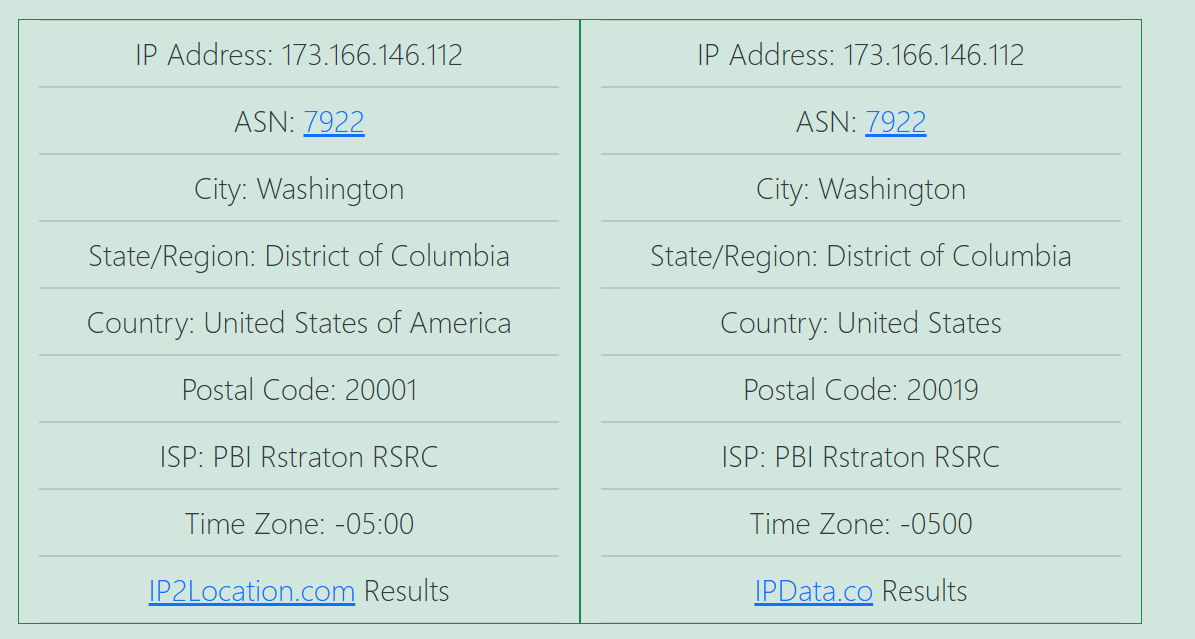 IP Address: 173.166.146.112
ASN: 7922
City: Washington
State/Region: District of Columbia
Country: United States of America
Postal Code: 20001
ISP: PBI Rstraton RSRC
Time Zone: -05:00
IP2Location.com Results
IP Address: 173.166.146.112
ASN: 7922
City: Washington
State/Region: District of Columbia
Country: United States
Postal Code: 20019
ISP: PBI Rstraton RSRC
Time Zone: -0500
IPData.co Results